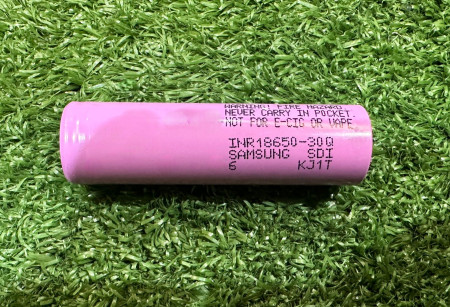 WARNING! FIRE HAZARD
NEVER CARRY IN POCKET.
NOT FOR E-CIG OR VAPE
INR18650-30Q
SAMSUNG SDI
6 KJ1T